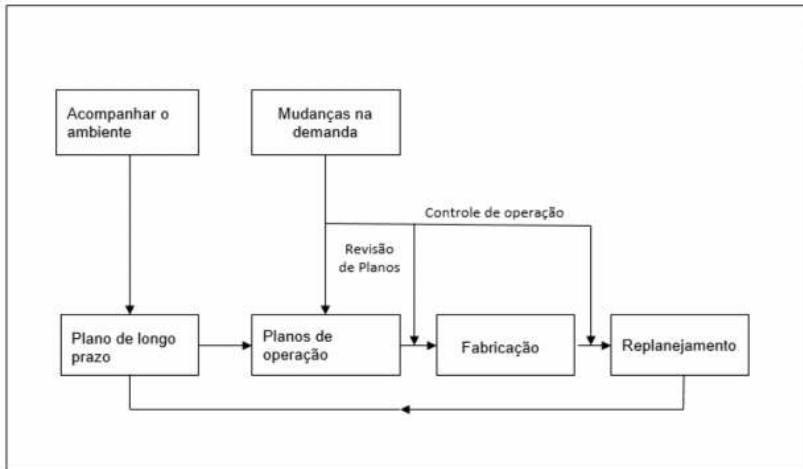 Acompanhar o
ambiente
Mudanças na
demanda
Controle de operação
Revisão
de Planos
Plano de longo
prazo
Planos de
operação
Fabricação
Replanejamento